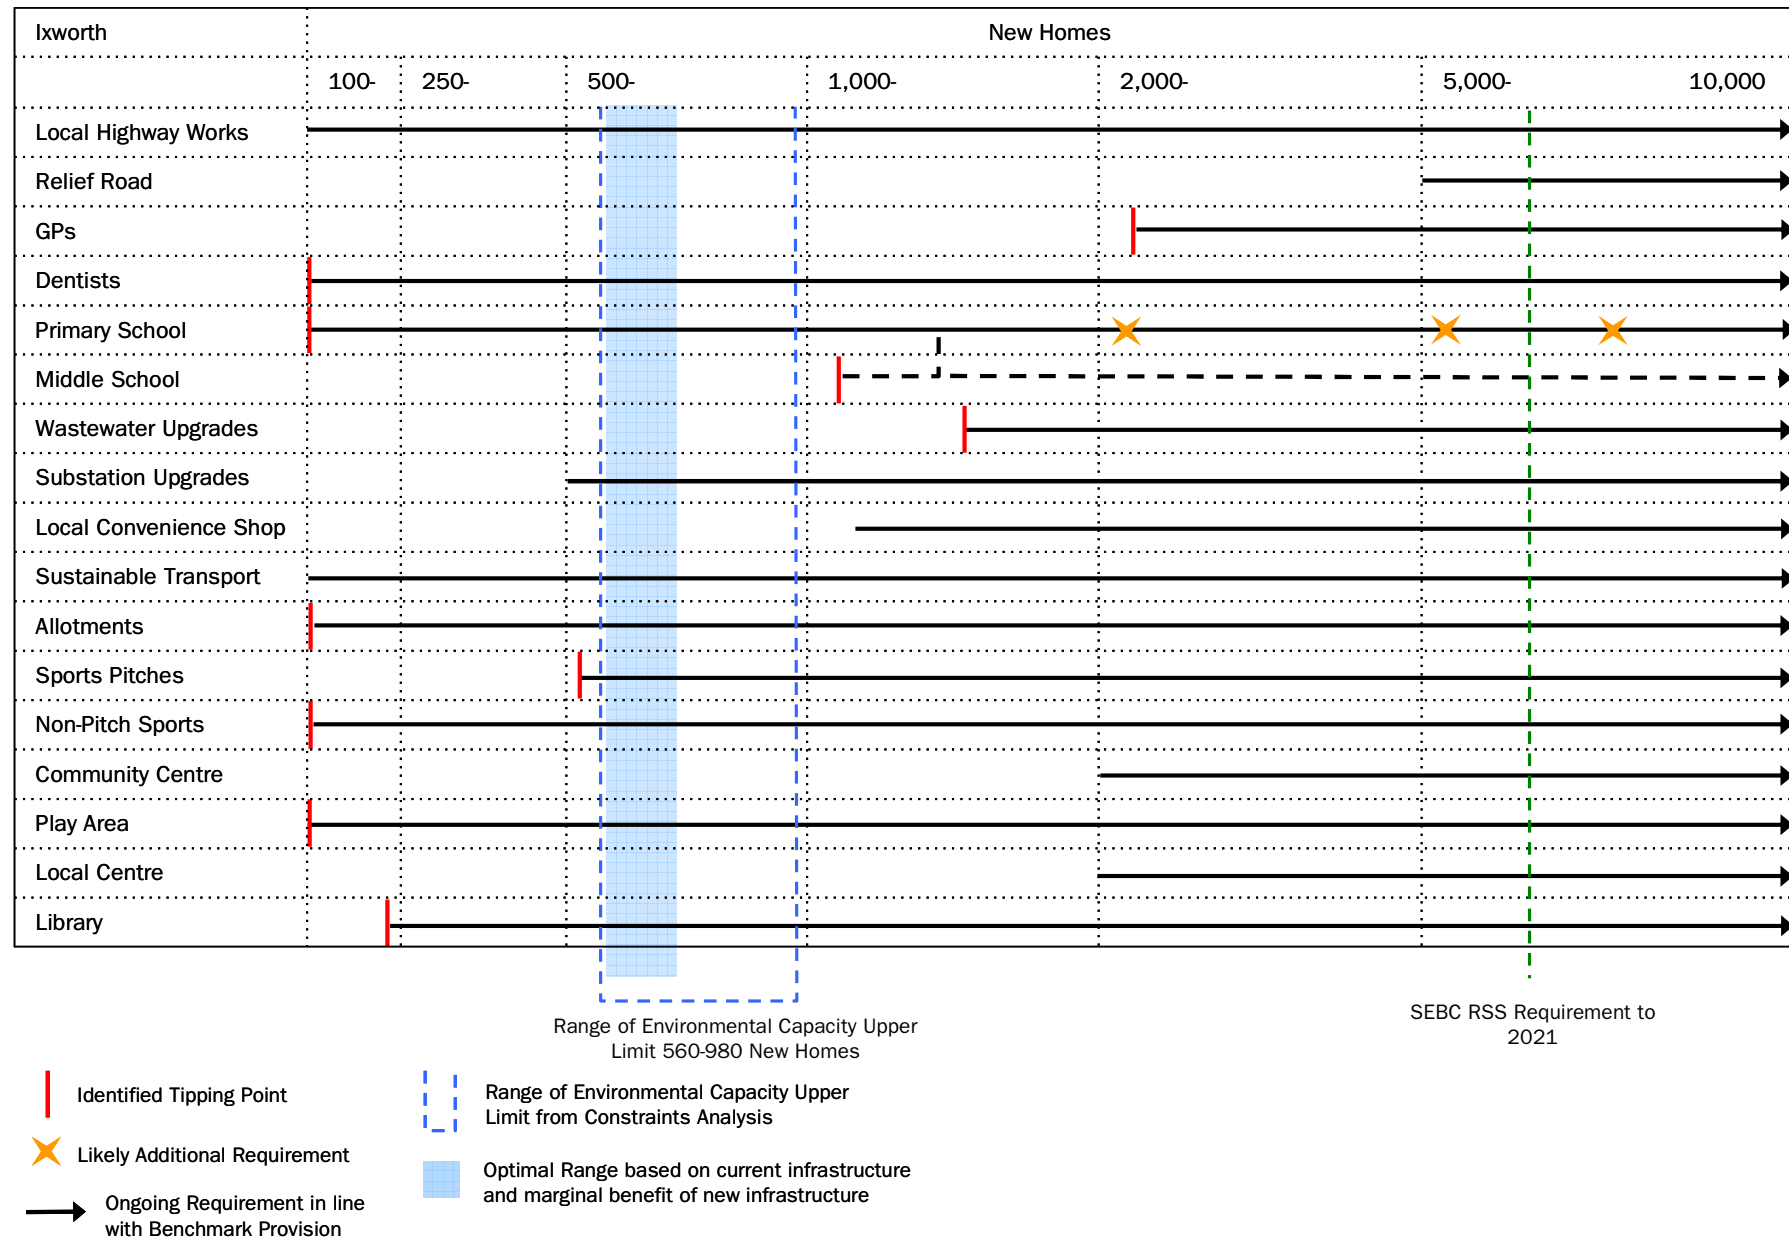 Ixworth
New Homes
100-
250-
500-
1,000-
2,000-
5,000-
10,000
Local Highway Works
Relief Road
GPs
Dentists
Primary School
Middle School
Wastewater Upgrades
Substation Upgrades
Local Convenience Shop
Sustainable Transport
Allotments
Sports Pitches
Non-Pitch Sports
Community Centre
Play Area
Local Centre
Library
Range of Environmental Capacity Upper
Limit 560-980 New Homes
SEBC RSS Requirement to
2021
Identified Tipping Point
Likely Additional Requirement
Ongoing Requirement in line
with Benchmark Provision
Range of Environmental Capacity Upper
Limit from Constraints Analysis
Optimal Range based on current infrastructure
and marginal benefit of new infrastructure